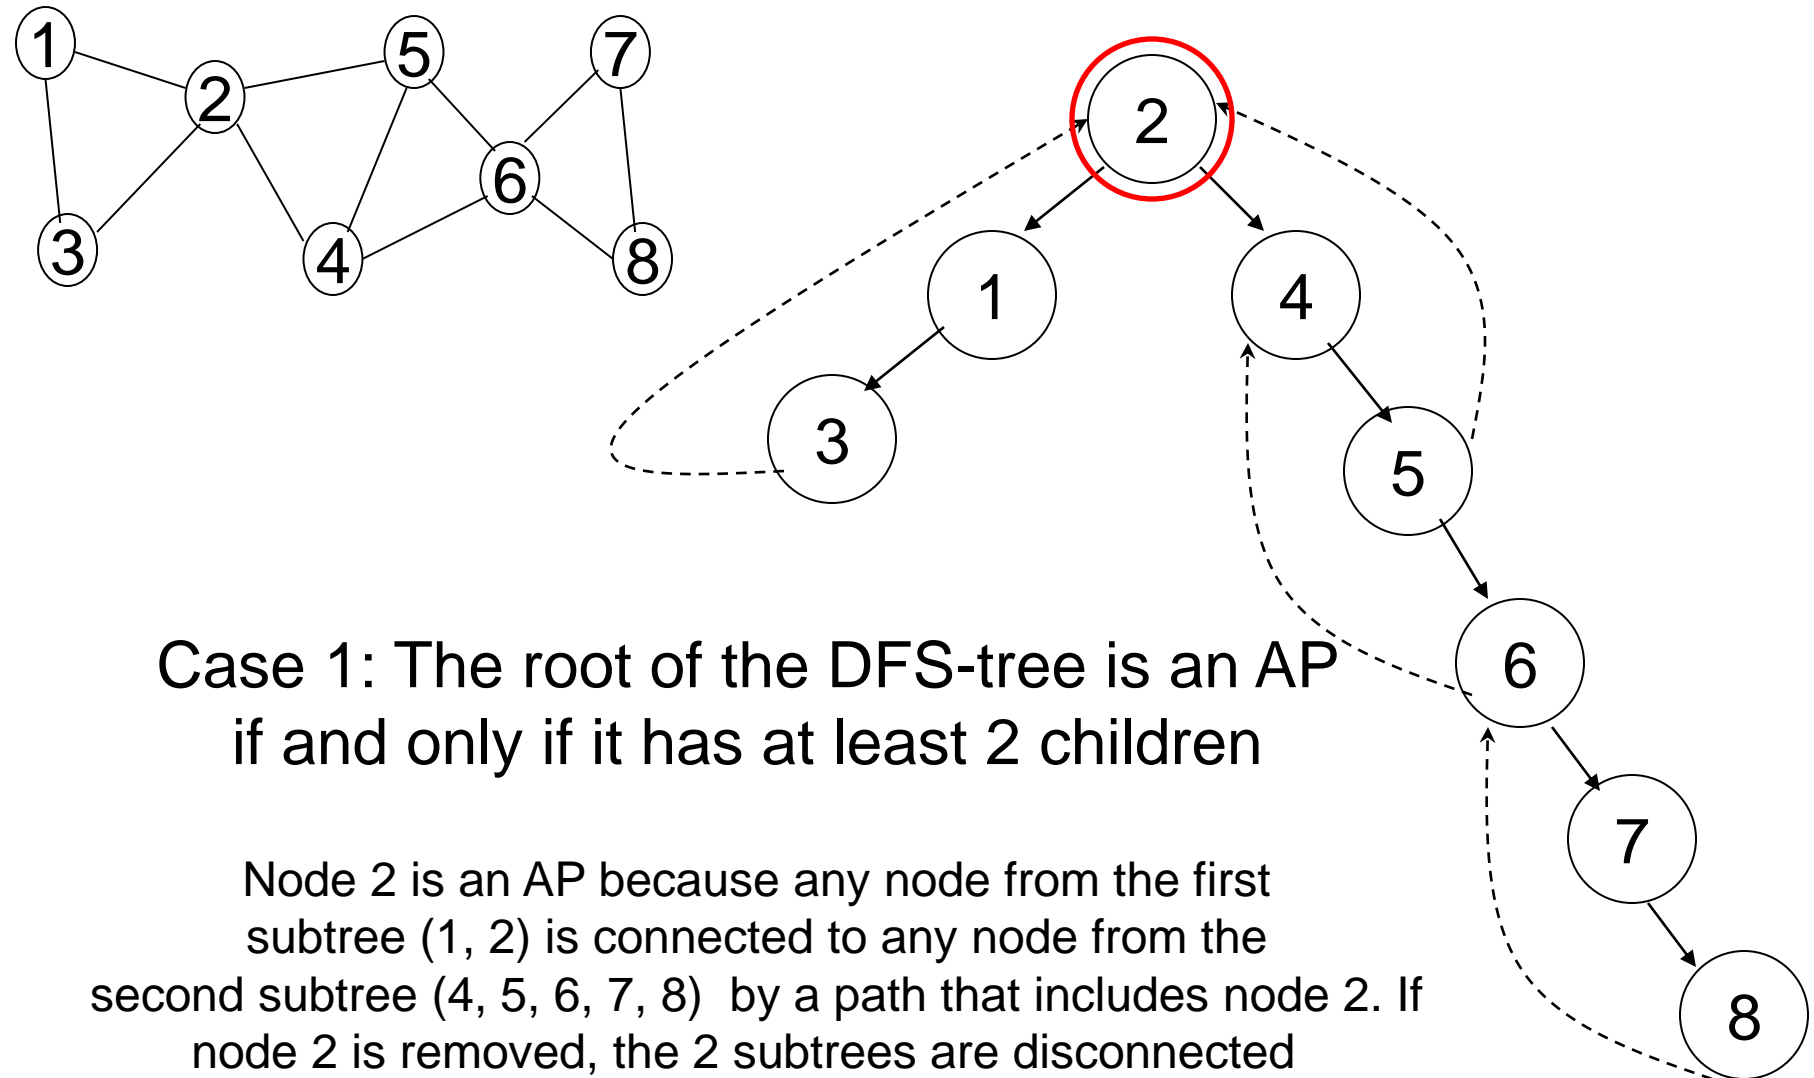 1
5
7
2
6
3
4
8
2
1
4
3
5
6
7
8
Case 1: The root of the DFS-tree is an AP
if and only if it has at least 2 children
Node 2 is an AP because any node from the first
subtree (1, 2) is connected to any node from the
second subtree (4, 5, 6, 7, 8)  by a path that includes node 2. If
node 2 is removed, the 2 subtrees are disconnected